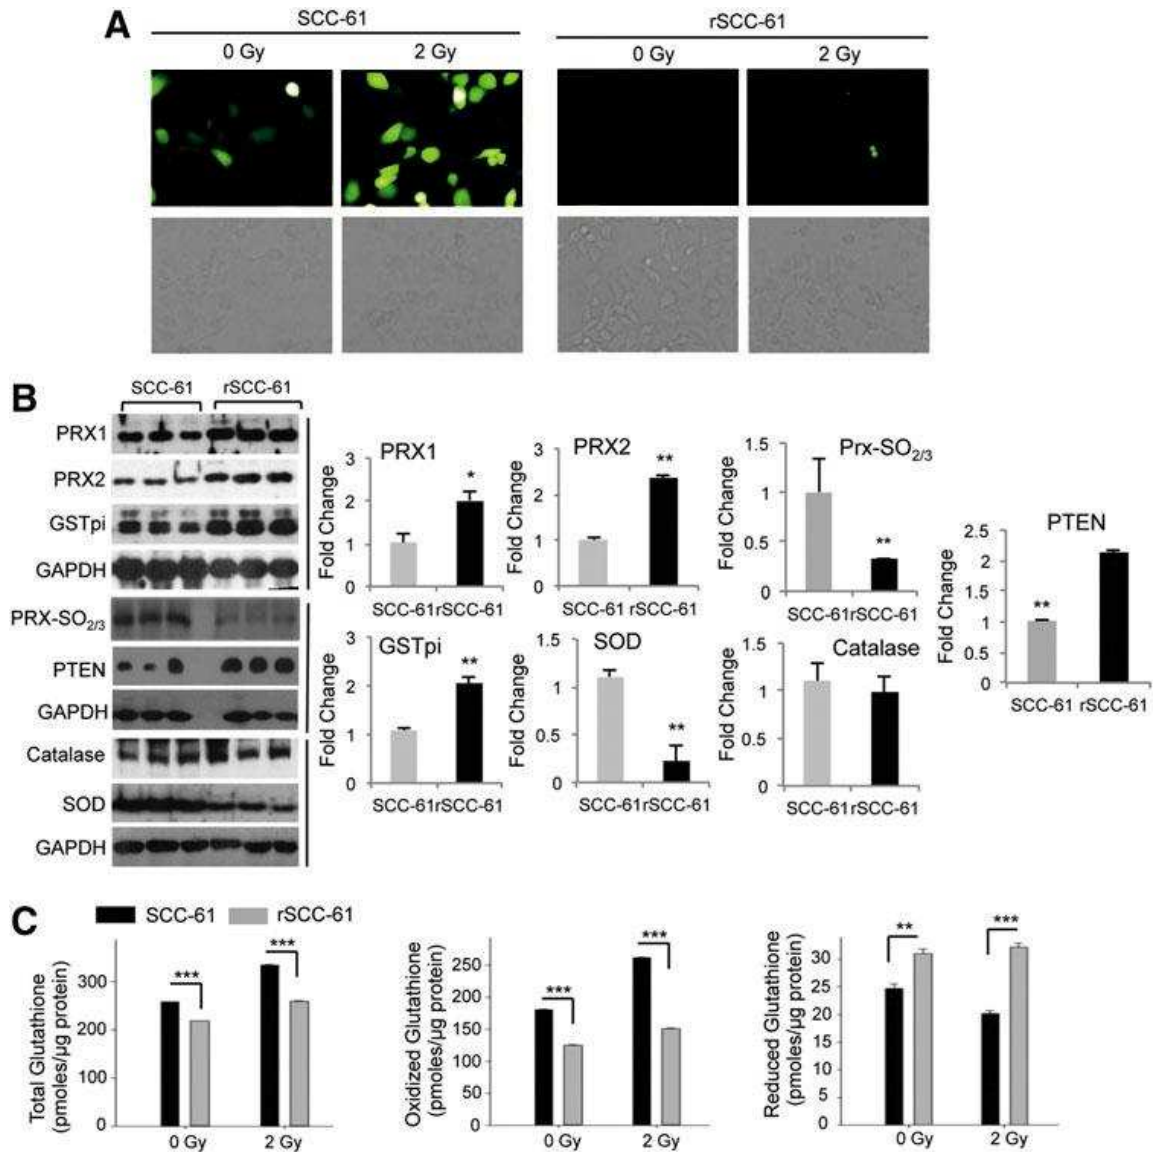 A
SCC-61
rSCC-61
0 Gy
2 Gy
0 Gy
2 Gy
B
SCC-61
rSCC-61
PRX1
PRX2
GSTpi
GAPDH
PRX-SO2/3
PTEN
GAPDH
Catalase
SOD
GAPDH
PRX1
Fold Change
3
2
1
0
*
SCC-61rSCC-61
PRX2
Fold Change
3
2
1
0
**
SCC-61rSCC-61
Prx-SO2/3
Fold Change
1.5
1
0.5
0
**
SCC-61rSCC-61
GSTpi
Fold Change
3
2
1
0
**
SCC-61rSCC-61
SOD
Fold Change
1.5
1
0.5
0
**
SCC-61rSCC-61
Catalase
Fold Change
1.5
1
0.5
0
SCC-61rSCC-61
PTEN
Fold Change
2.5
2
1.5
1
0.5
0
**
SCC-61 rSCC-61
C
SCC-61
rSCC-61
Total Glutathione
(pmoles/µg protein)
300
200
100
0
***
***
0 Gy
2 Gy
Oxidized Glutathione
(pmoles/µg protein)
250
200
150
100
50
0
***
***
0 Gy
2 Gy
Reduced Glutathione
(pmoles/µg protein)
30
25
20
15
10
5
0
**
***
0 Gy
2 Gy